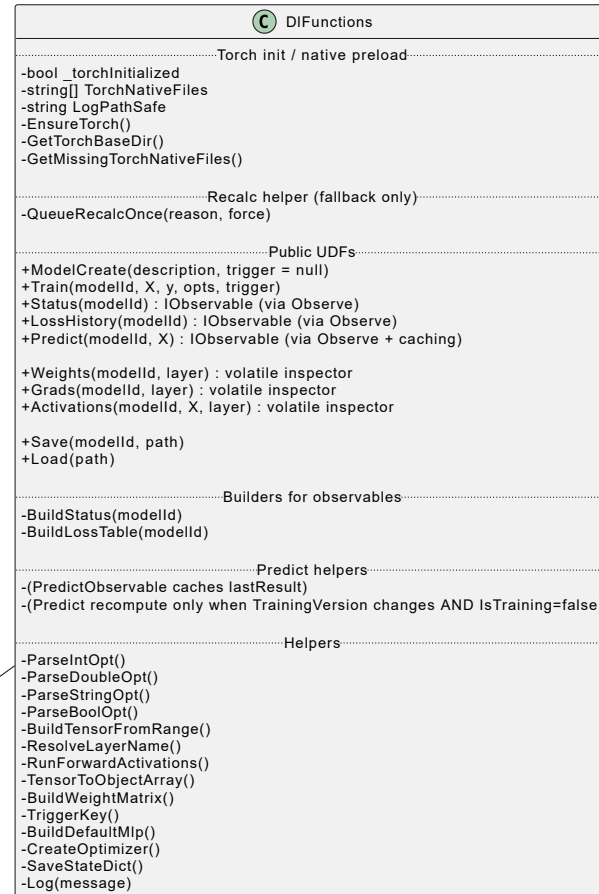 C DlFunctions
Torch init / native preload
-bool _torchInitialized
-string[] TorchNativeFiles
-string LogPathSafe
-EnsureTorch()
-GetTorchBaseDir()
-GetMissingTorchNativeFiles()
Recalc helper (fallback only)
-QueueRecalcOnce(reason, force)
Public UDFs
+ModelCreate(description, trigger = null)
+Train(modelId, X, y, opts, trigger)
+Status(modelId) : IObservable (via Observe)
+LossHistory(modelId) : IObservable (via Observe)
+Predict(modelId, X) : IObservable (via Observe + caching)
+Weights(modelId, layer) : volatile inspector
+Grads(modelId, layer) : volatile inspector
+Activations(modelId, X, layer) : volatile inspector
+Save(modelId, path)
+Load(path)
Builders for observables
-BuildStatus(modelId)
-BuildLossTable(modelId)
Predict helpers
-(PredictObservable caches lastResult)
-(Predict recompute only when TrainingVersion changes AND IsTraining=false
Helpers
-ParseIntOpt()
-ParseDoubleOpt()
-ParseStringOpt()
-ParseBoolOpt()
-BuildTensorFromRange()
-ResolveLayerName()
-RunForwardActivations()
-TensorToObjectArray()
-BuildWeightMatrix()
-TriggerKey()
-BuildDefaultMlp()
-CreateOptimizer()
-SaveStateDict()
-Log(message)